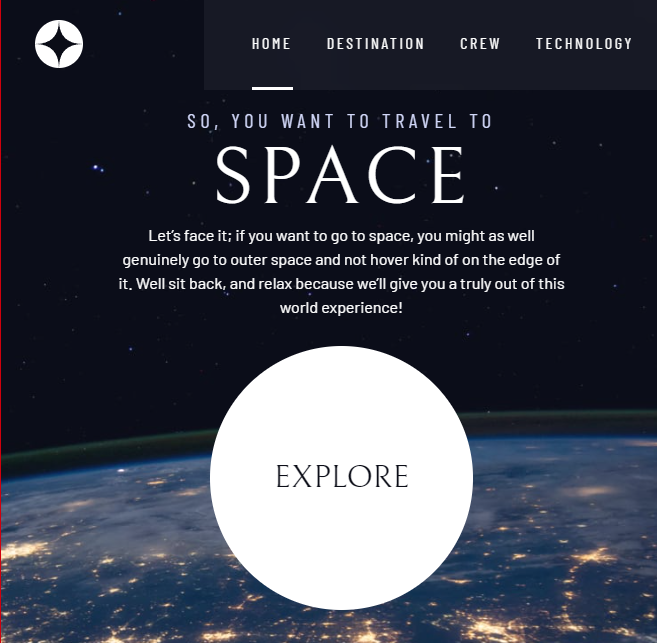 HOME DESTINATION CREW TECHNOLOGY
SO, YOU WANT TO TRAVEL TO
SPACE
Let's face it; if you want to go to space, you might as well
genuinely go to outer space and not hover kind of on the edge of
it. Well sit back, and relax because we'll give you a truly out of this
world experience!
EXPLORE